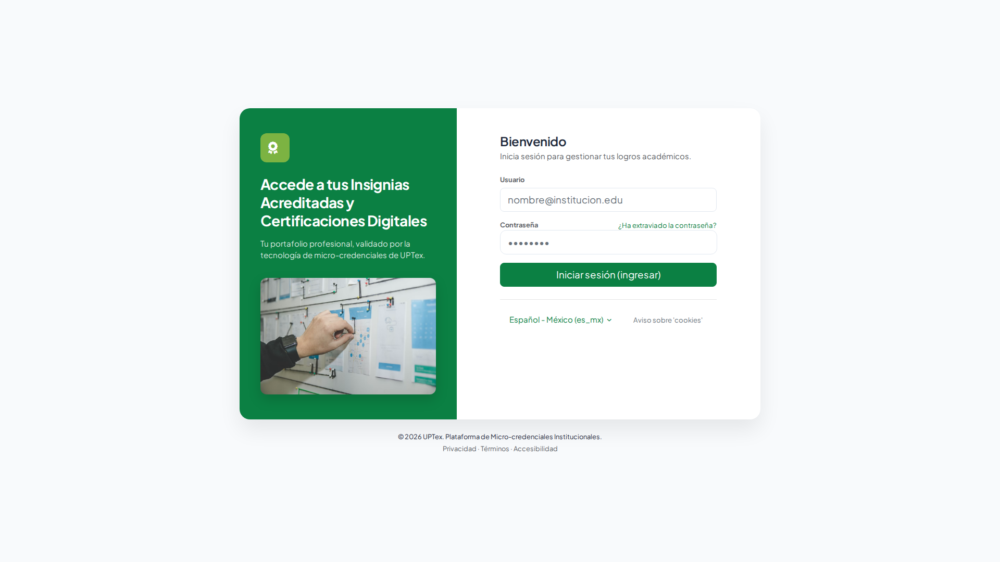 Accede a tus Insignias
Acreditadas y
Certificaciones Digitales
Tu portafolio profesional, validado por la
tecnología de micro-credenciales de UPTex.
Bienvenido
Inicia sesión para gestionar tus logros académicos.
Usuario
nombre@institucion.edu
Contraseña
¿Ha extraviado la contraseña?
Iniciar sesión (ingresar)
Español - México (es_mx)
Aviso sobre 'cookies'
© 2026 UPTex. Plataforma de Micro-credenciales Institucionales.
Privacidad · Términos · Accesibilidad